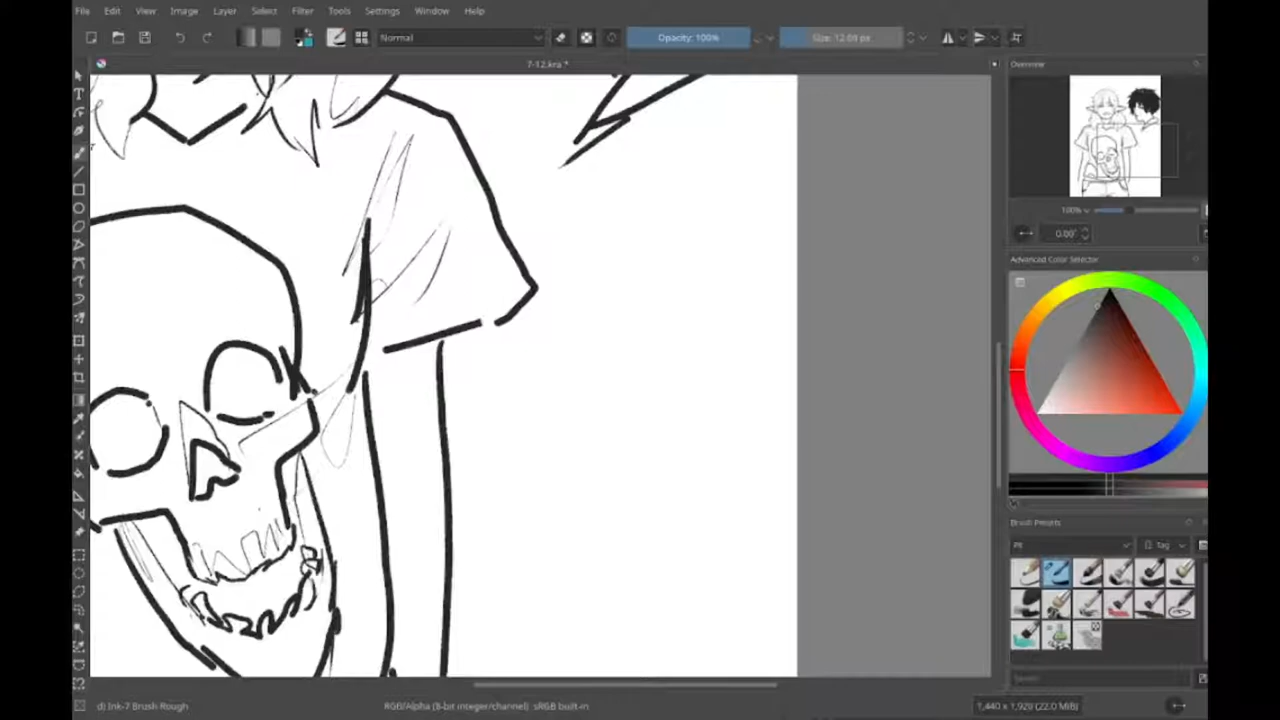 File Edit View Image Layer Select Filter Tools Settings Window Help
Normal
Opacity: 100%
Size: 12.00 px
7-12.kra *
Overview
100%
0.00°
Advanced Color Selector
Brush Presets
Tag
Search
d) Ink-7 Brush Rough
RGB/Alpha (8-bit integer/channel) sRGB built-in
1,440 x 1,920 (22.0 MiB)